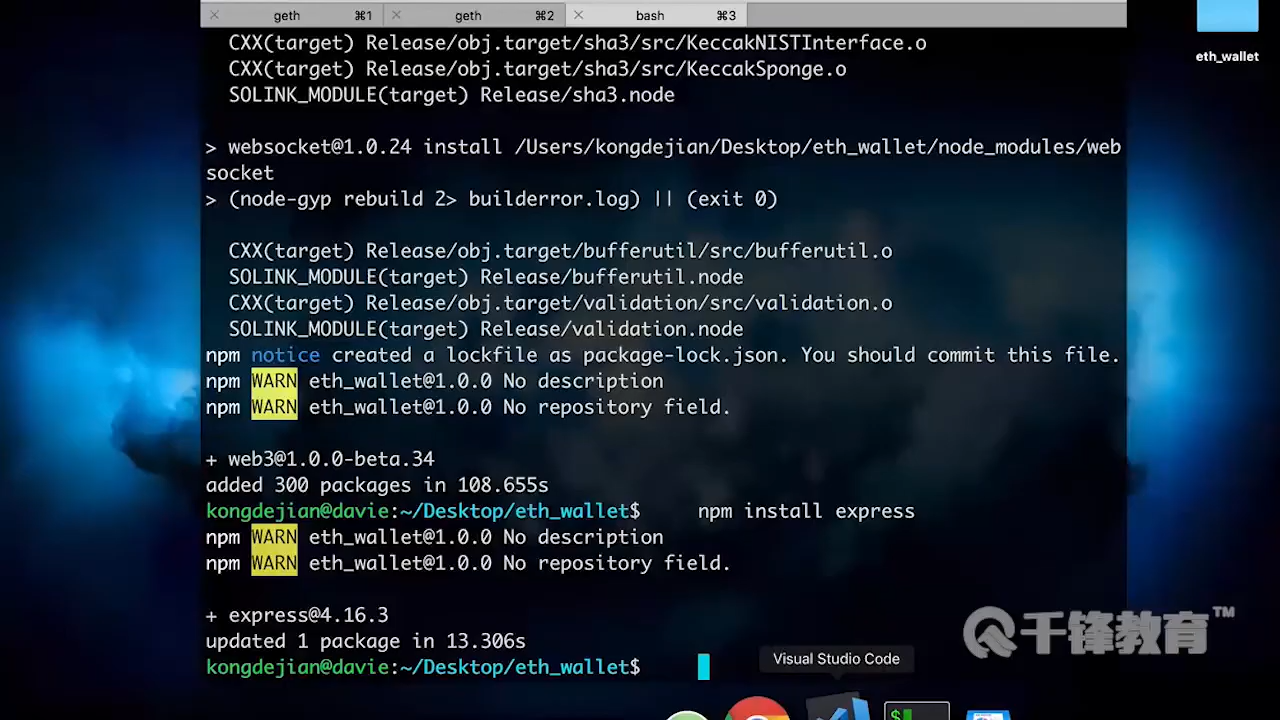 geth ⌘1 geth ⌘2 bash ⌘3
eth_wallet
CXX(target) Release/obj.target/sha3/src/KeccakNISTInterface.o
CXX(target) Release/obj.target/sha3/src/KeccakSponge.o
SOLINK_MODULE(target) Release/sha3.node
> websocket@1.0.24 install /Users/kongdejian/Desktop/eth_wallet/node_modules/web
socket
> (node-gyp rebuild 2> builderror.log) || (exit 0)
CXX(target) Release/obj.target/bufferutil/src/bufferutil.o
SOLINK_MODULE(target) Release/bufferutil.node
CXX(target) Release/obj.target/validation/src/validation.o
SOLINK_MODULE(target) Release/validation.node
npm notice created a lockfile as package-lock.json. You should commit this file.
npm WARN eth_wallet@1.0.0 No description
npm WARN eth_wallet@1.0.0 No repository field.
+ web3@1.0.0-beta.34
added 300 packages in 108.655s
kongdejian@davie:~/Desktop/eth_wallet$ npm install express
npm WARN eth_wallet@1.0.0 No description
npm WARN eth_wallet@1.0.0 No repository field.
+ express@4.16.3
updated 1 package in 13.306s
kongdejian@davie:~/Desktop/eth_wallet$
千锋教育™
Visual Studio Code